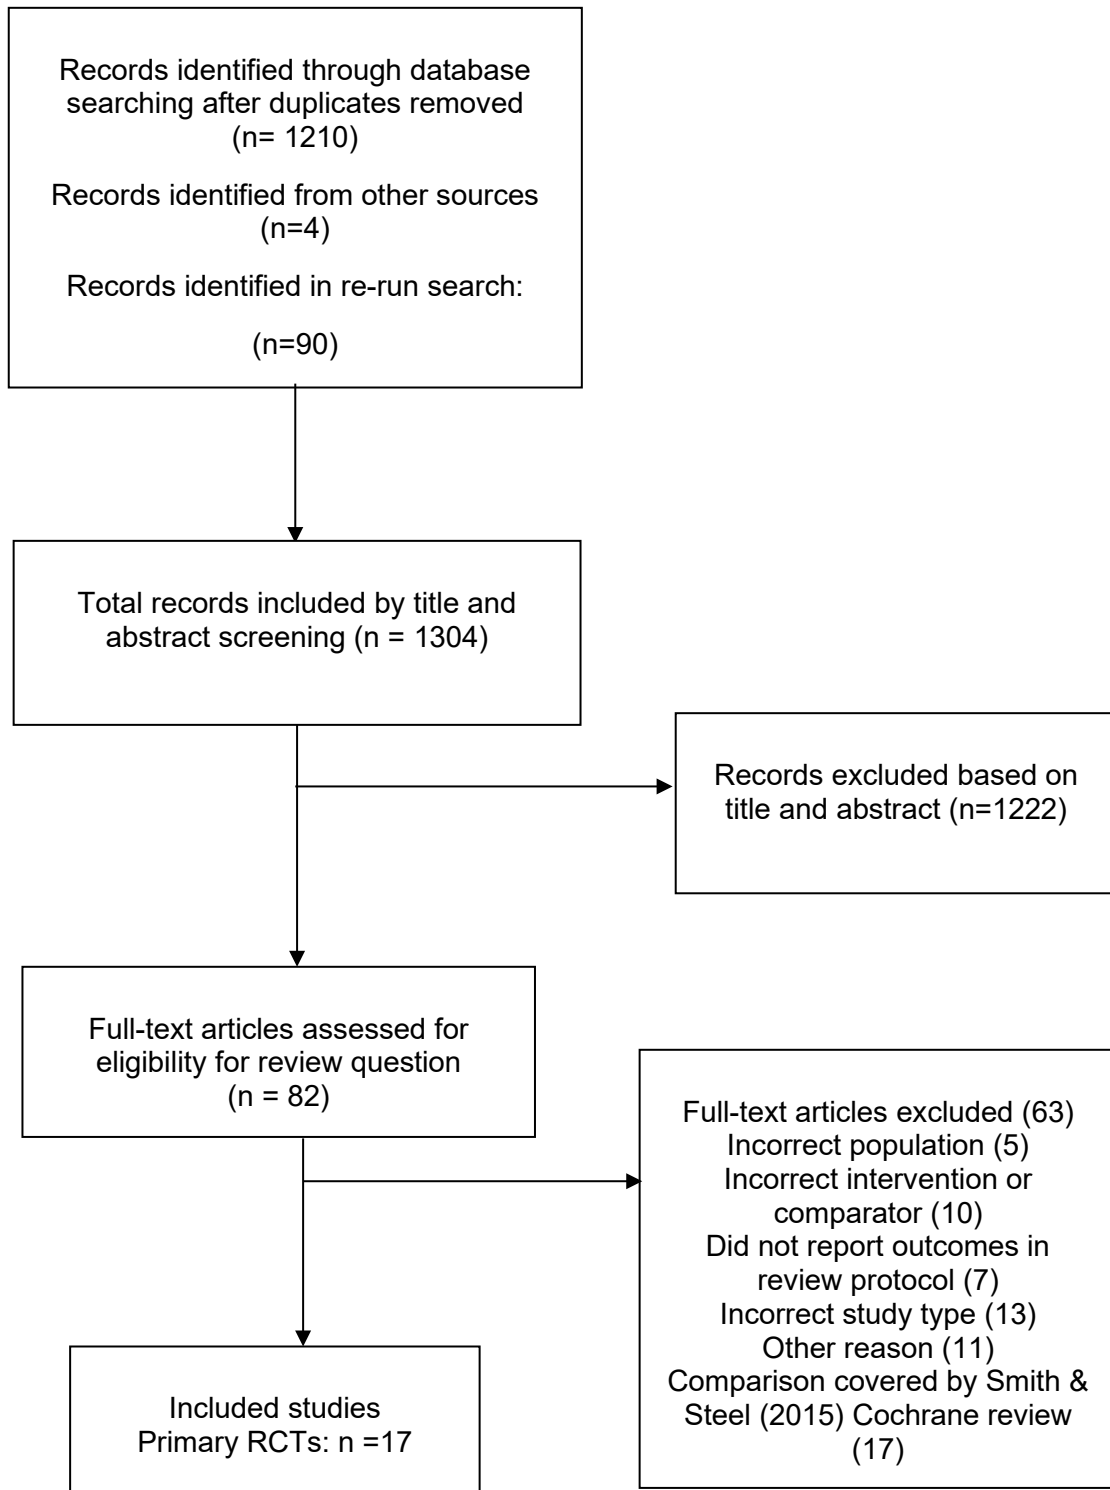 Records identified through database
searching after duplicates removed
(n= 1210)
Records identified from other sources
(n=4)
Records identified in re-run search:
(n=90)
Total records included by title and
abstract screening (n = 1304)
Records excluded based on
title and abstract (n=1222)
Full-text articles assessed for
eligibility for review question
(n = 82)
Full-text articles excluded (63)
Incorrect population (5)
Incorrect intervention or
comparator (10)
Did not report outcomes in
review protocol (7)
Incorrect study type (13)
Other reason (11)
Comparison covered by Smith &
Steel (2015) Cochrane review
(17)
Included studies
Primary RCTs: n =17